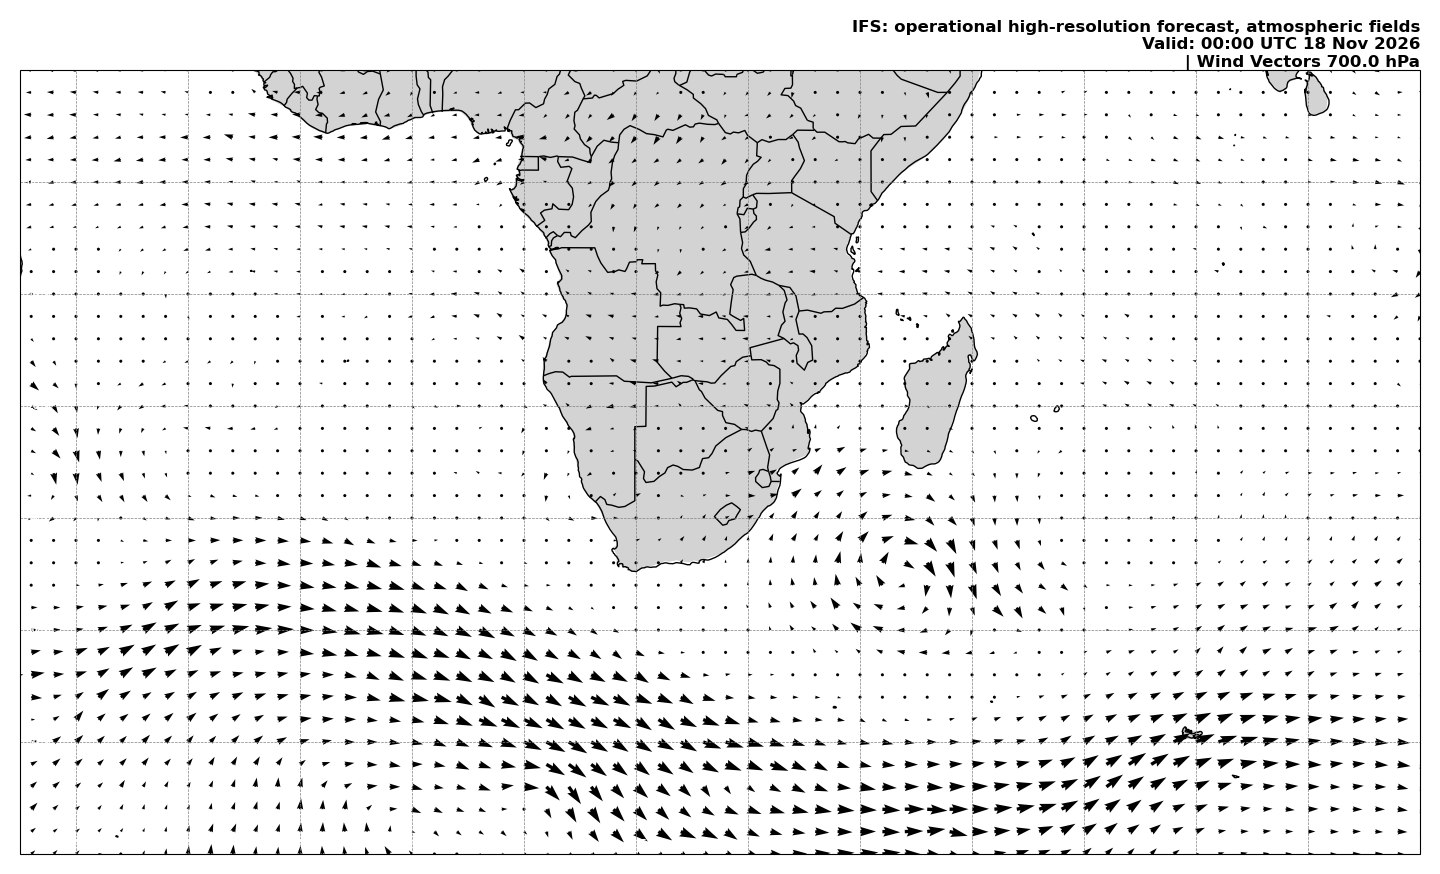 IFS: operational high-resolution forecast, atmospheric fields
Valid: 00:00 UTC 18 Nov 2026
| Wind Vectors 700.0 hPa